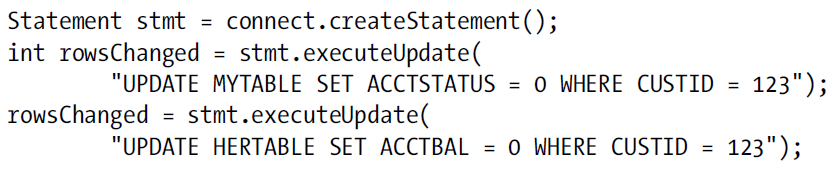 Statement stmt = connect.createStatement();
int rowsChanged = stmt.executeUpdate(
        "UPDATE MYTABLE SET ACCTSTATUS = 0 WHERE CUSTID = 123");
rowsChanged = stmt.executeUpdate(
        "UPDATE HERTABLE SET ACCTBAL = 0 WHERE CUSTID = 123");